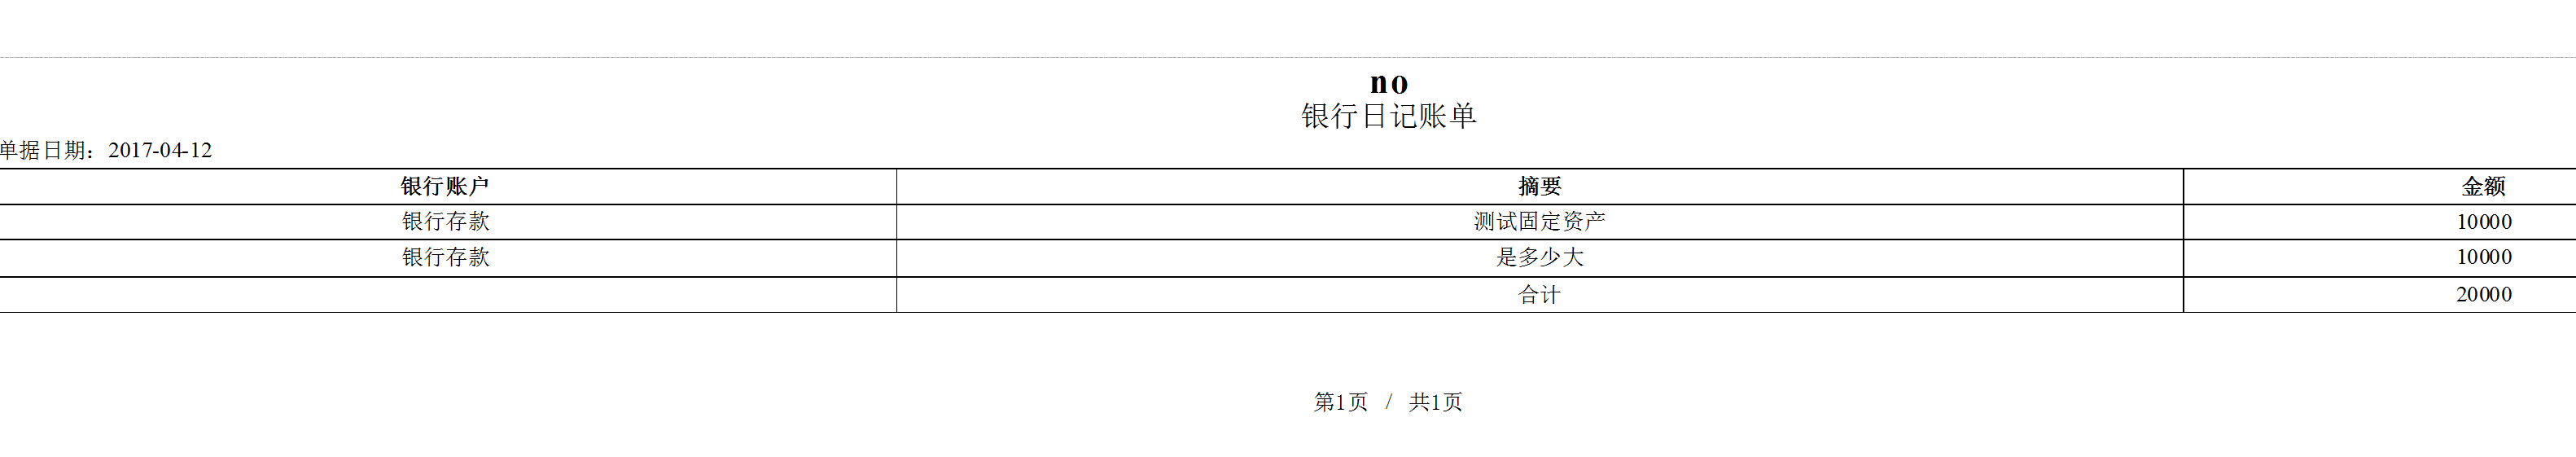 no
银行日记账单
单据日期：2017-04-12
银行账户 摘要 金额
银行存款 测试固定资产 10000
银行存款 是多少大 10000
合计 20000
第1页 / 共1页